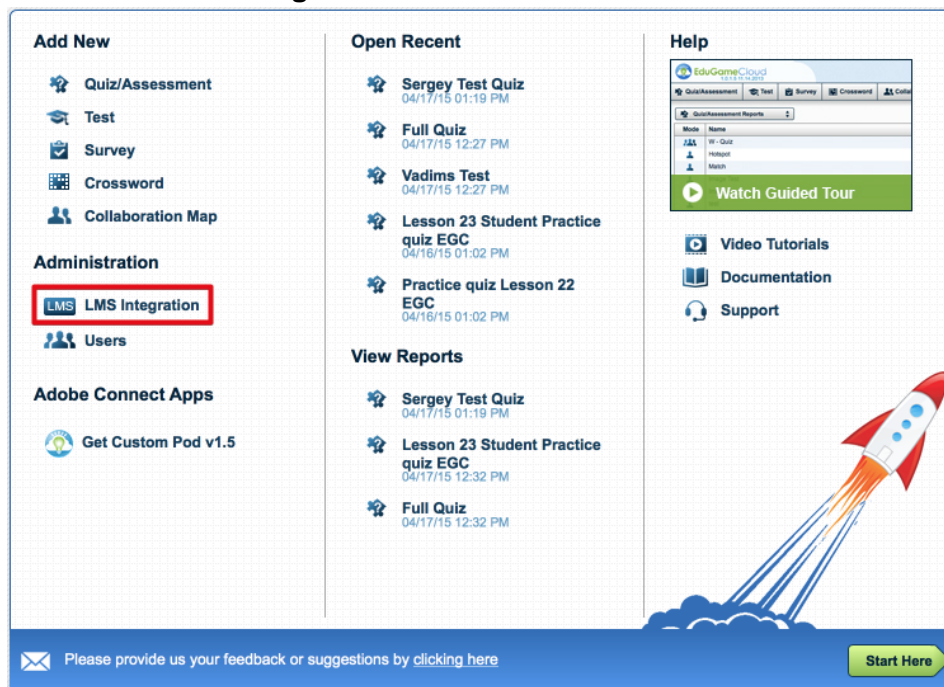 Add New
Quiz/Assessment
Test
Survey
Crossword
Collaboration Map
Administration
LMS LMS Integration
Users
Adobe Connect Apps
Get Custom Pod v1.5
Open Recent
Sergey Test Quiz
04/17/15 01:19 PM
Full Quiz
04/17/15 12:27 PM
Vadims Test
04/17/15 12:27 PM
Lesson 23 Student Practice
quiz EGC
04/16/15 01:02 PM
Practice quiz Lesson 22
EGC
04/16/15 01:02 PM
View Reports
Sergey Test Quiz
04/17/15 01:19 PM
Lesson 23 Student Practice
quiz EGC
04/17/15 12:32 PM
Full Quiz
04/17/15 12:32 PM
Help
EduGameCloud
Quiz/Assessment Test Survey Crossword
Quiz/Assessment Reports
Mode Name
W - Quiz
Hotspot
Match
Watch Guided Tour
Video Tutorials
Documentation
Support
Please provide us your feedback or suggestions by clicking here
Start Here